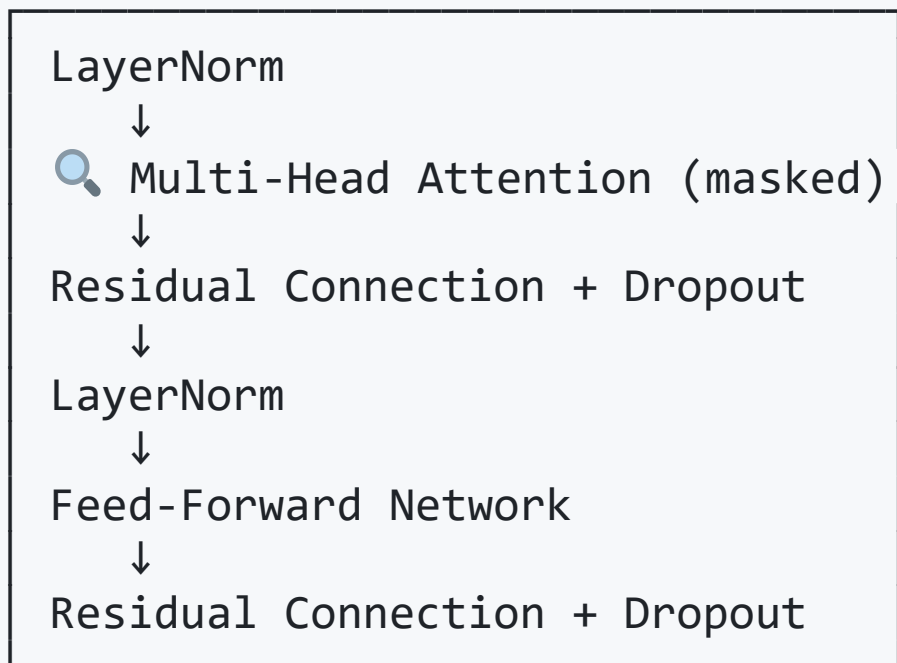 LayerNorm
↓
🔍 Multi-Head Attention (masked)
↓
Residual Connection + Dropout
↓
LayerNorm
↓
Feed-Forward Network
↓
Residual Connection + Dropout